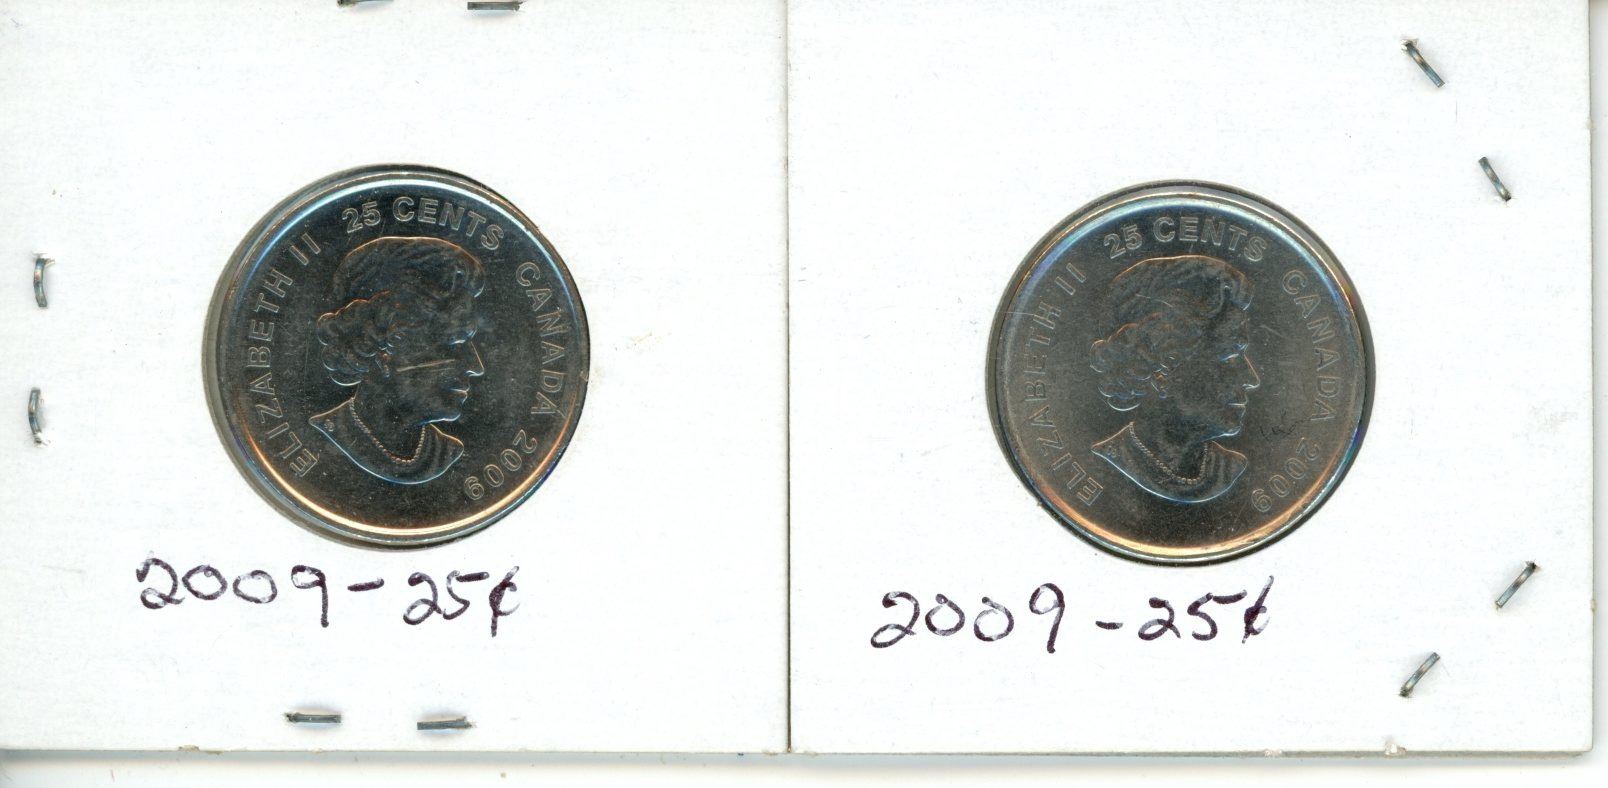 ELIZABETH II 25 CENTS CANADA 2009
2009-25¢
ELIZABETH II 25 CENTS CANADA 2009
2009-25¢